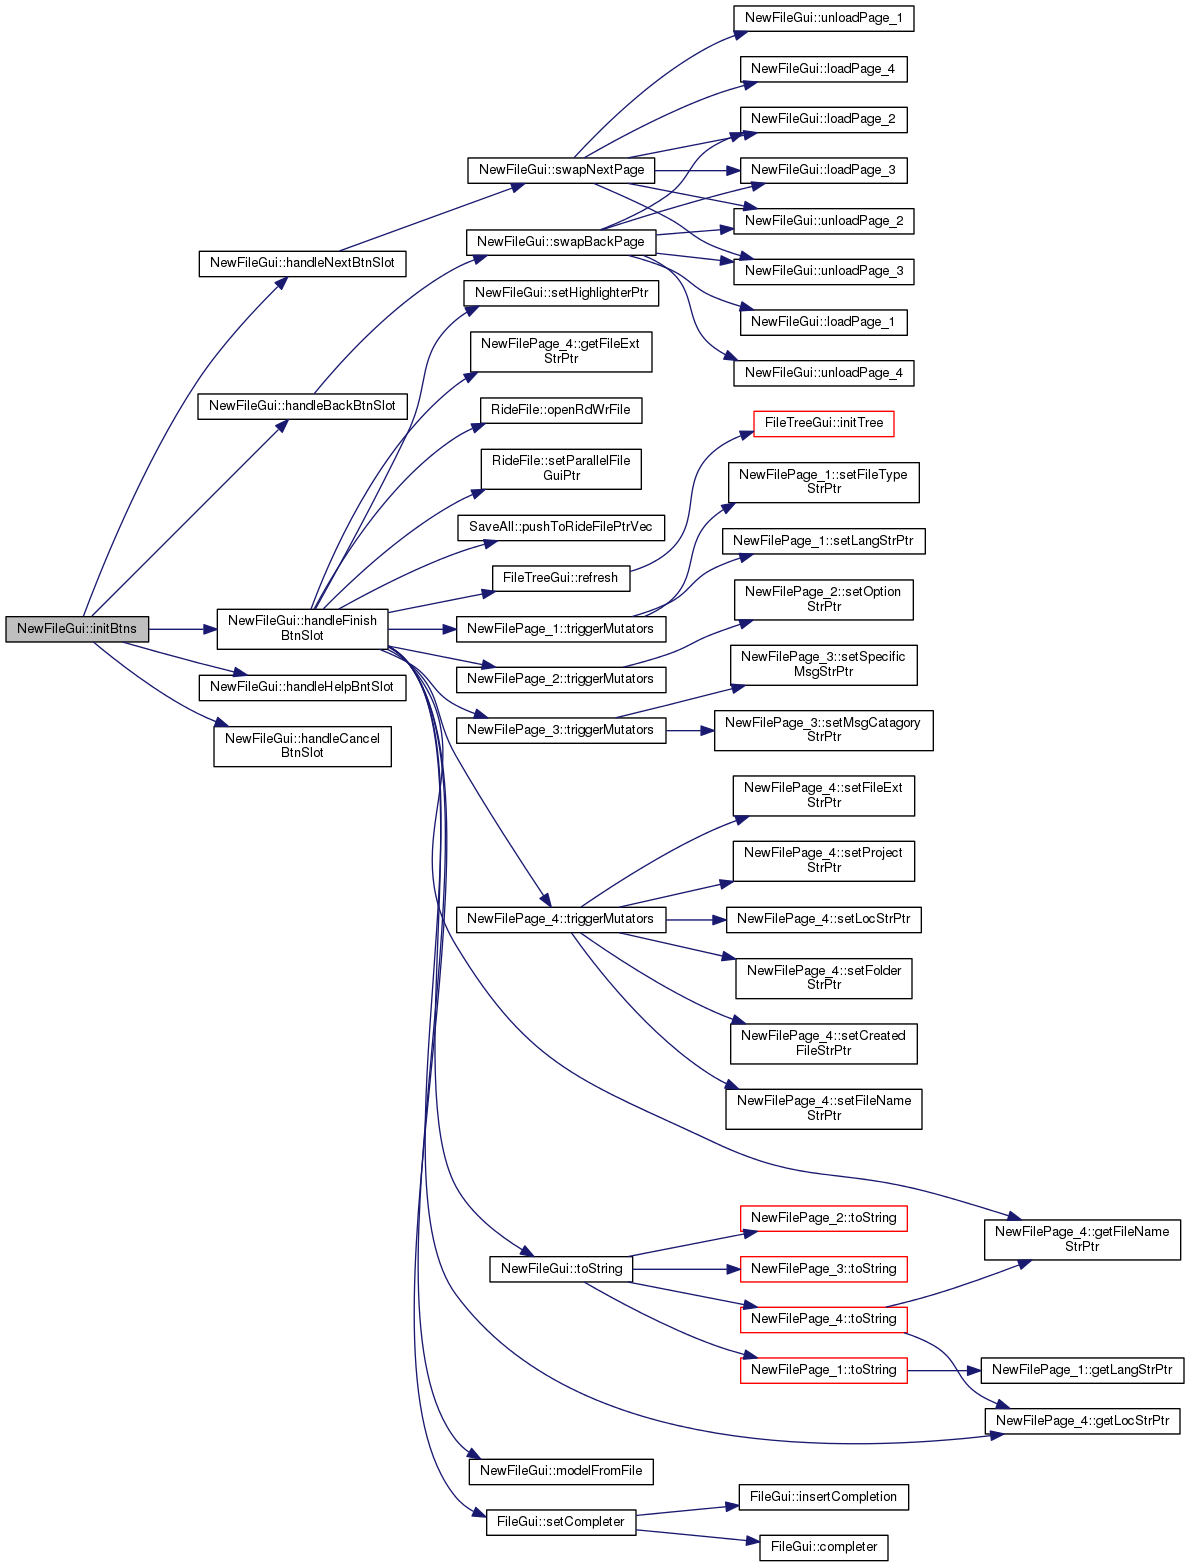 NewFileGui::unloadPage_1
NewFileGui::loadPage_4
NewFileGui::loadPage_2
NewFileGui::swapNextPage
NewFileGui::loadPage_3
NewFileGui::unloadPage_2
NewFileGui::swapBackPage
NewFileGui::handleNextBtnSlot
NewFileGui::unloadPage_3
NewFileGui::setHighlighterPtr
NewFileGui::loadPage_1
NewFilePage_4::getFileExt
StrPtr
NewFileGui::unloadPage_4
NewFileGui::handleBackBtnSlot
RideFile::openRdWrFile
FileTreeGui::initTree
RideFile::setParallelFile
GuiPtr
NewFilePage_1::setFileType
StrPtr
SaveAll::pushToRideFilePtrVec
NewFilePage_1::setLangStrPtr
FileTreeGui::refresh
NewFilePage_2::setOption
StrPtr
NewFileGui::initBtns
NewFileGui::handleFinish
BtnSlot
NewFilePage_1::triggerMutators
NewFilePage_3::setSpecific
MsgStrPtr
NewFileGui::handleHelpBntSlot
NewFilePage_2::triggerMutators
NewFilePage_3::triggerMutators
NewFilePage_3::setMsgCatagory
StrPtr
NewFileGui::handleCancel
BtnSlot
NewFilePage_4::setFileExt
StrPtr
NewFilePage_4::setProject
StrPtr
NewFilePage_4::triggerMutators
NewFilePage_4::setLocStrPtr
NewFilePage_4::setFolder
StrPtr
NewFilePage_4::setCreated
FileStrPtr
NewFilePage_4::setFileName
StrPtr
NewFilePage_2::toString
NewFilePage_4::getFileName
StrPtr
NewFileGui::toString
NewFilePage_3::toString
NewFilePage_4::toString
NewFilePage_1::toString
NewFilePage_1::getLangStrPtr
NewFilePage_4::getLocStrPtr
NewFileGui::modelFromFile
FileGui::insertCompletion
FileGui::setCompleter
FileGui::completer